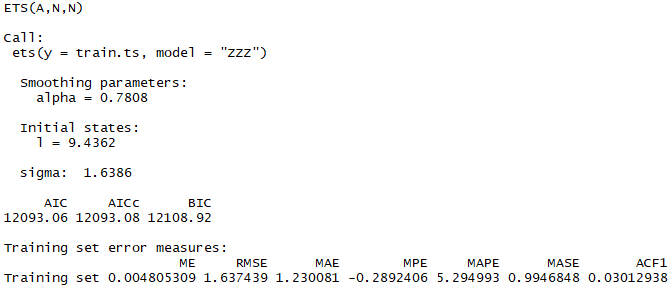 ETS(A,N,N)
Call:
ets(y = train.ts, model = "ZZZ")
Smoothing parameters:
alpha = 0.7808
Initial states:
l = 9.4362
sigma: 1.6386
AIC AICc BIC
12093.06 12093.08 12108.92
Training set error measures:
ME RMSE MAE MPE MAPE MASE ACF1
Training set 0.004805309 1.637439 1.230081 -0.2892406 5.294993 0.9946848 0.03012938